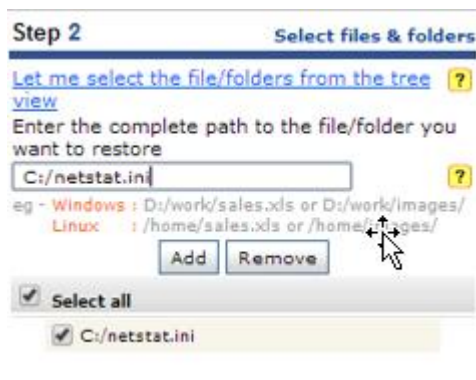 Step 2 Select files & folders
Let me select the file/folders from the tree ?
view
Enter the complete path to the file/folder you
want to restore
C:/netstat.ini ?
eg - Windows : D:/work/sales.xls or D:/work/images/
Linux : /home/sales.xls or /home/images/
Add Remove
Select all
C:/netstat.ini